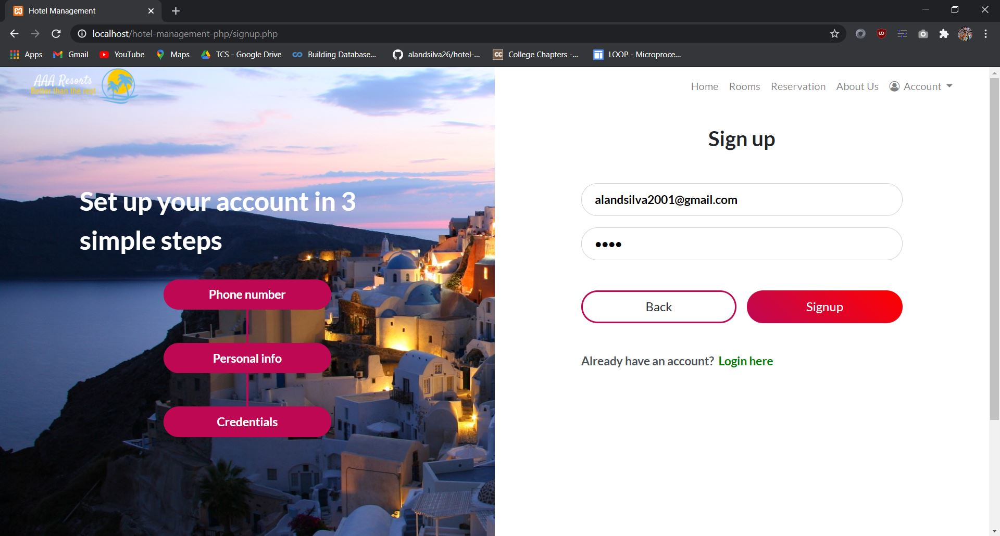 Hotel Management
localhost/hotel-management-php/signup.php
Apps
Gmail
YouTube
Maps
TCS - Google Drive
Building Database...
alandsilva26/hotel-...
CC
College Chapters -...
LOOP - Microproce...
AAA Resorts
Better than the rest
Home
Rooms
Reservation
About Us
Account
Set up your account in 3
simple steps
Phone number
Personal info
Credentials
Sign up
alandsilva2001@gmail.com
••••
Back
Signup
Already have an account? Login here